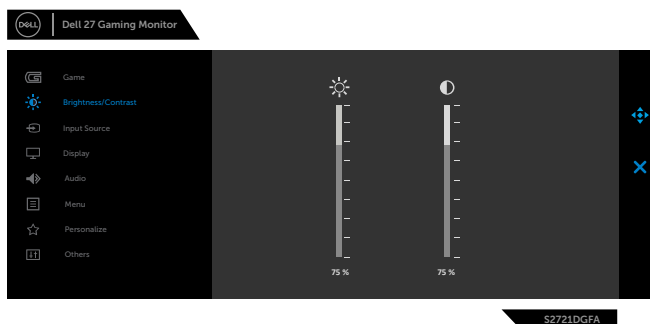 DELL
Dell 27 Gaming Monitor
Game
Brightness/Contrast
Input Source
Display
Audio
Menu
Personalize
Others
75 %
75 %
S2721DGFA